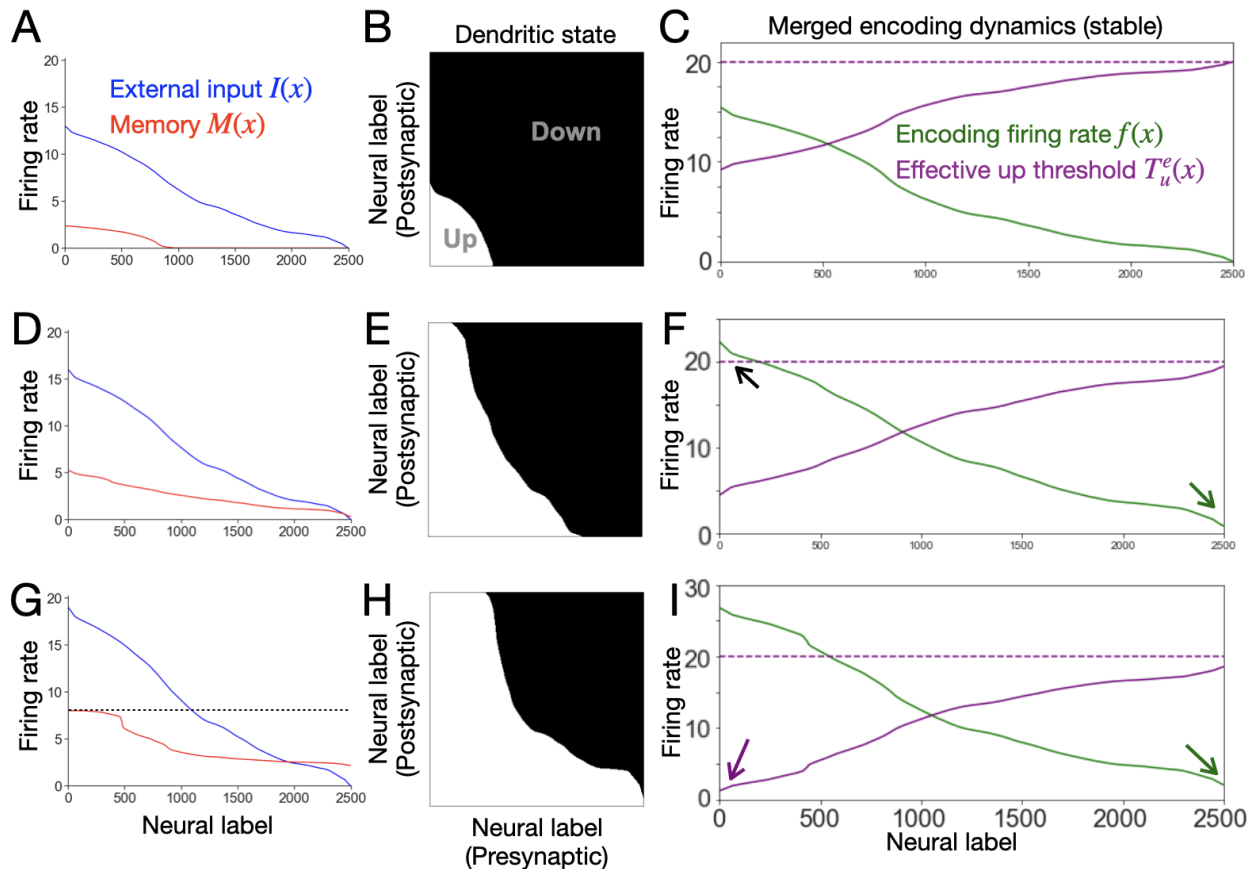 A
20
15
10
5
0
Firing rate
External input I(x)
Memory M(x)
0 500 1000 1500 2000 2500
B
Dendritic state
Neural label
(Postsynaptic)
Down
Up
C
Merged encoding dynamics (stable)
20
10
0
Firing rate
Encoding firing rate f(x)
Effective up threshold T_u^e(x)
0 500 1000 1500 2000 2500
D
20
15
10
5
0
Firing rate
0 500 1000 1500 2000 2500
E
Neural label
(Postsynaptic)
F
20
10
0
Firing rate
0 500 1000 1500 2000 2500
G
20
15
10
5
0
Firing rate
0 500 1000 1500 2000 2500
Neural label
H
Neural label
(Postsynaptic)
Neural label
(Presynaptic)
I
30
20
10
0
Firing rate
0 500 1000 1500 2000 2500
Neural label